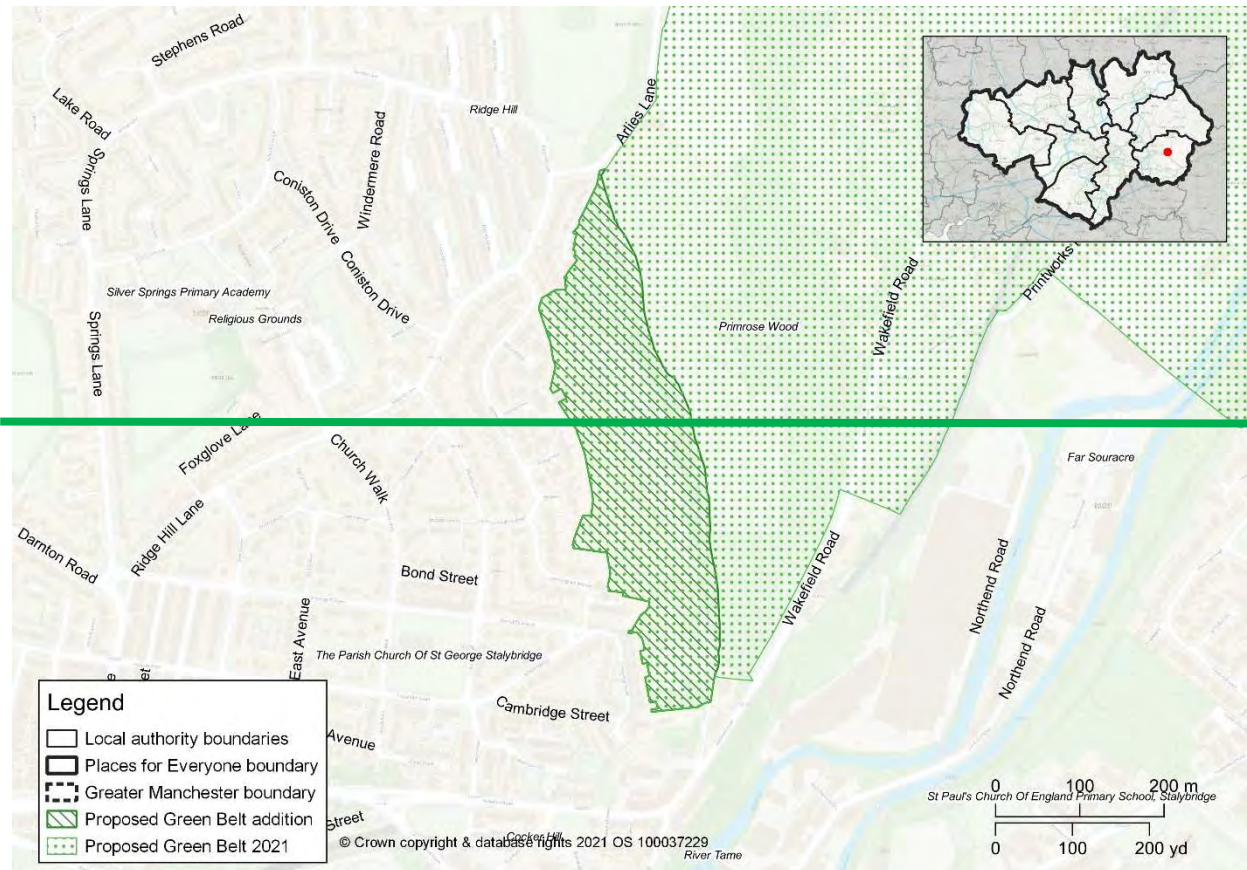 Stephens Road
Lake Road
Springs Lane
Windermere Road
Coniston Drive
Coniston Drive
Ridge Hill
Arlies Lane
Silver Springs Primary Academy
Religious Grounds
Springs Lane
Primrose Wood
Wakefield Road
Printworks
Foxglove Lane
Church Walk
Far Souracre
Darnton Road
Ridge Hill Lane
Bond Street
East Avenue
Wakefield Road
Northend Road
Northend Road
The Parish Church Of St George Stalybridge
Cambridge Street
Avenue
Street
Cocker Hill
River Tame
Legend
Local authority boundaries
Places for Everyone boundary
Greater Manchester boundary
Proposed Green Belt addition
Proposed Green Belt 2021
© Crown copyright & database rights 2021 OS 100037229
0 100 200 m
St Paul's Church Of England Primary School, Stalybridge
0 100 200 yd